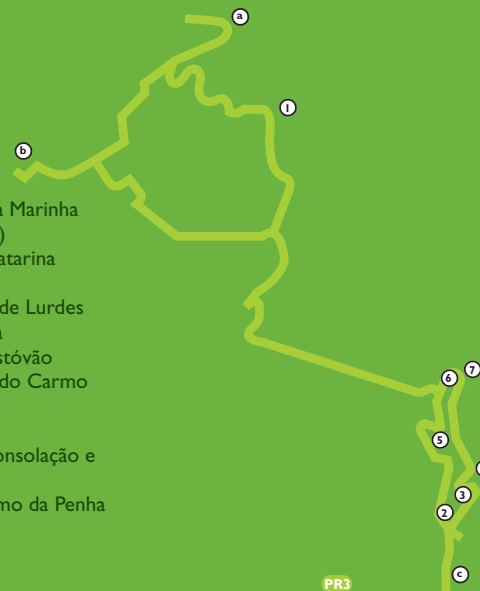 a
1
b
a Marinha
)
atarina
de Lurdes
a
stóvão
do Carmo
onsolação e
mo da Penha
7
6
5
3
2
c
PR3